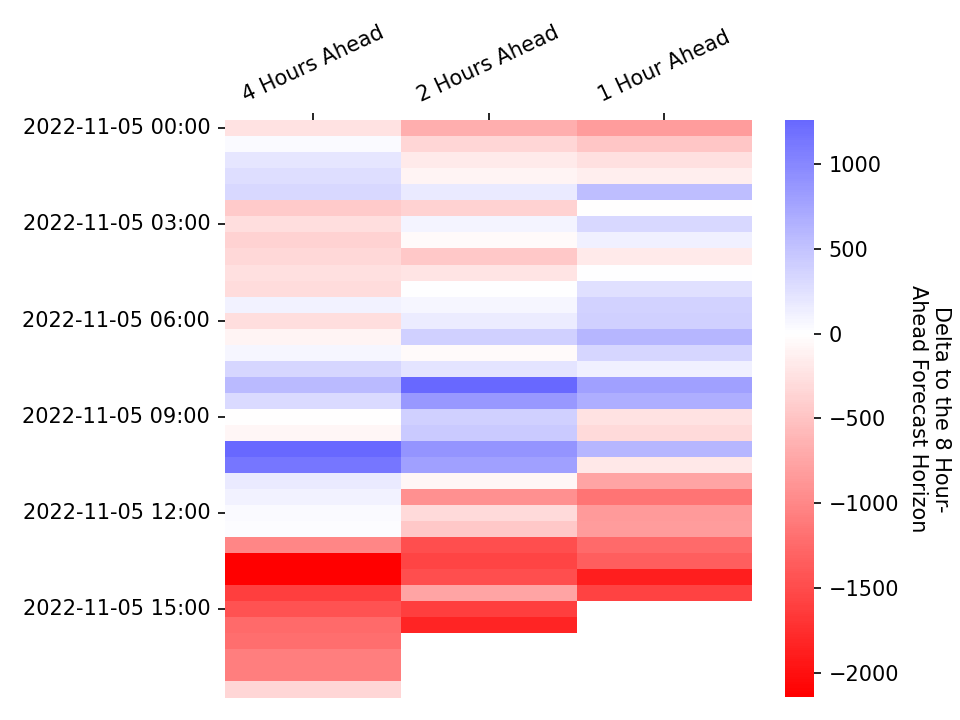 4 Hours Ahead
2 Hours Ahead
1 Hour Ahead
2022-11-05 00:00
2022-11-05 03:00
2022-11-05 06:00
2022-11-05 09:00
2022-11-05 12:00
2022-11-05 15:00
1000
500
0
−500
−1000
−1500
−2000
Delta to the 8 Hour-
Ahead Forecast Horizon